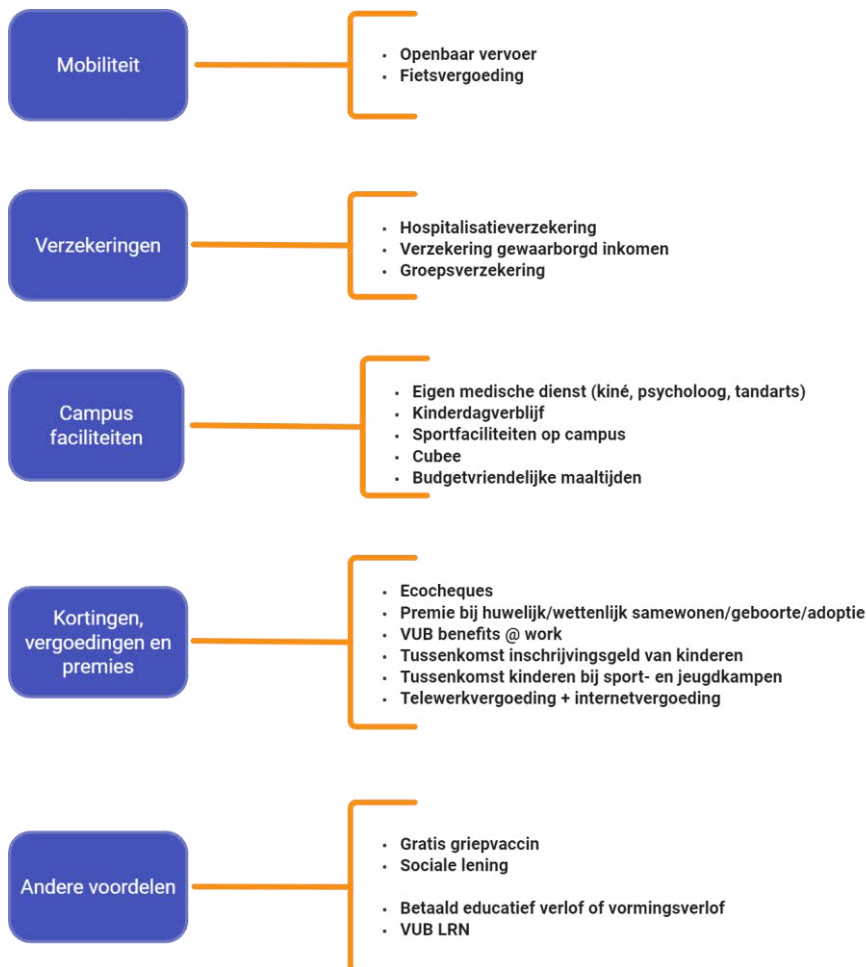 Mobiliteit
• Openbaar vervoer
• Fietsvergoeding
Verzekeringen
• Hospitalisatieverzekering
• Verzekering gewaarborgd inkomen
• Groepsverzekering
Campus
faciliteiten
• Eigen medische dienst (kiné, psycholoog, tandarts)
• Kinderdagverblijf
• Sportfaciliteiten op campus
• Cubee
• Budgetvriendelijke maaltijden
Kortingen,
vergoedingen en
premies
• Ecocheques
• Premie bij huwelijk/wettenlijk samewonen/geboorte/adoptie
• VUB benefits @ work
• Tussenkomst inschrijvingsgeld van kinderen
• Tussenkomst kinderen bij sport- en jeugdkampen
• Telewerkvergoeding + internetvergoeding
Andere voordelen
• Gratis griepvaccin
• Sociale lening
• Betaald educatief verlof of vormingsverlof
• VUB LRN